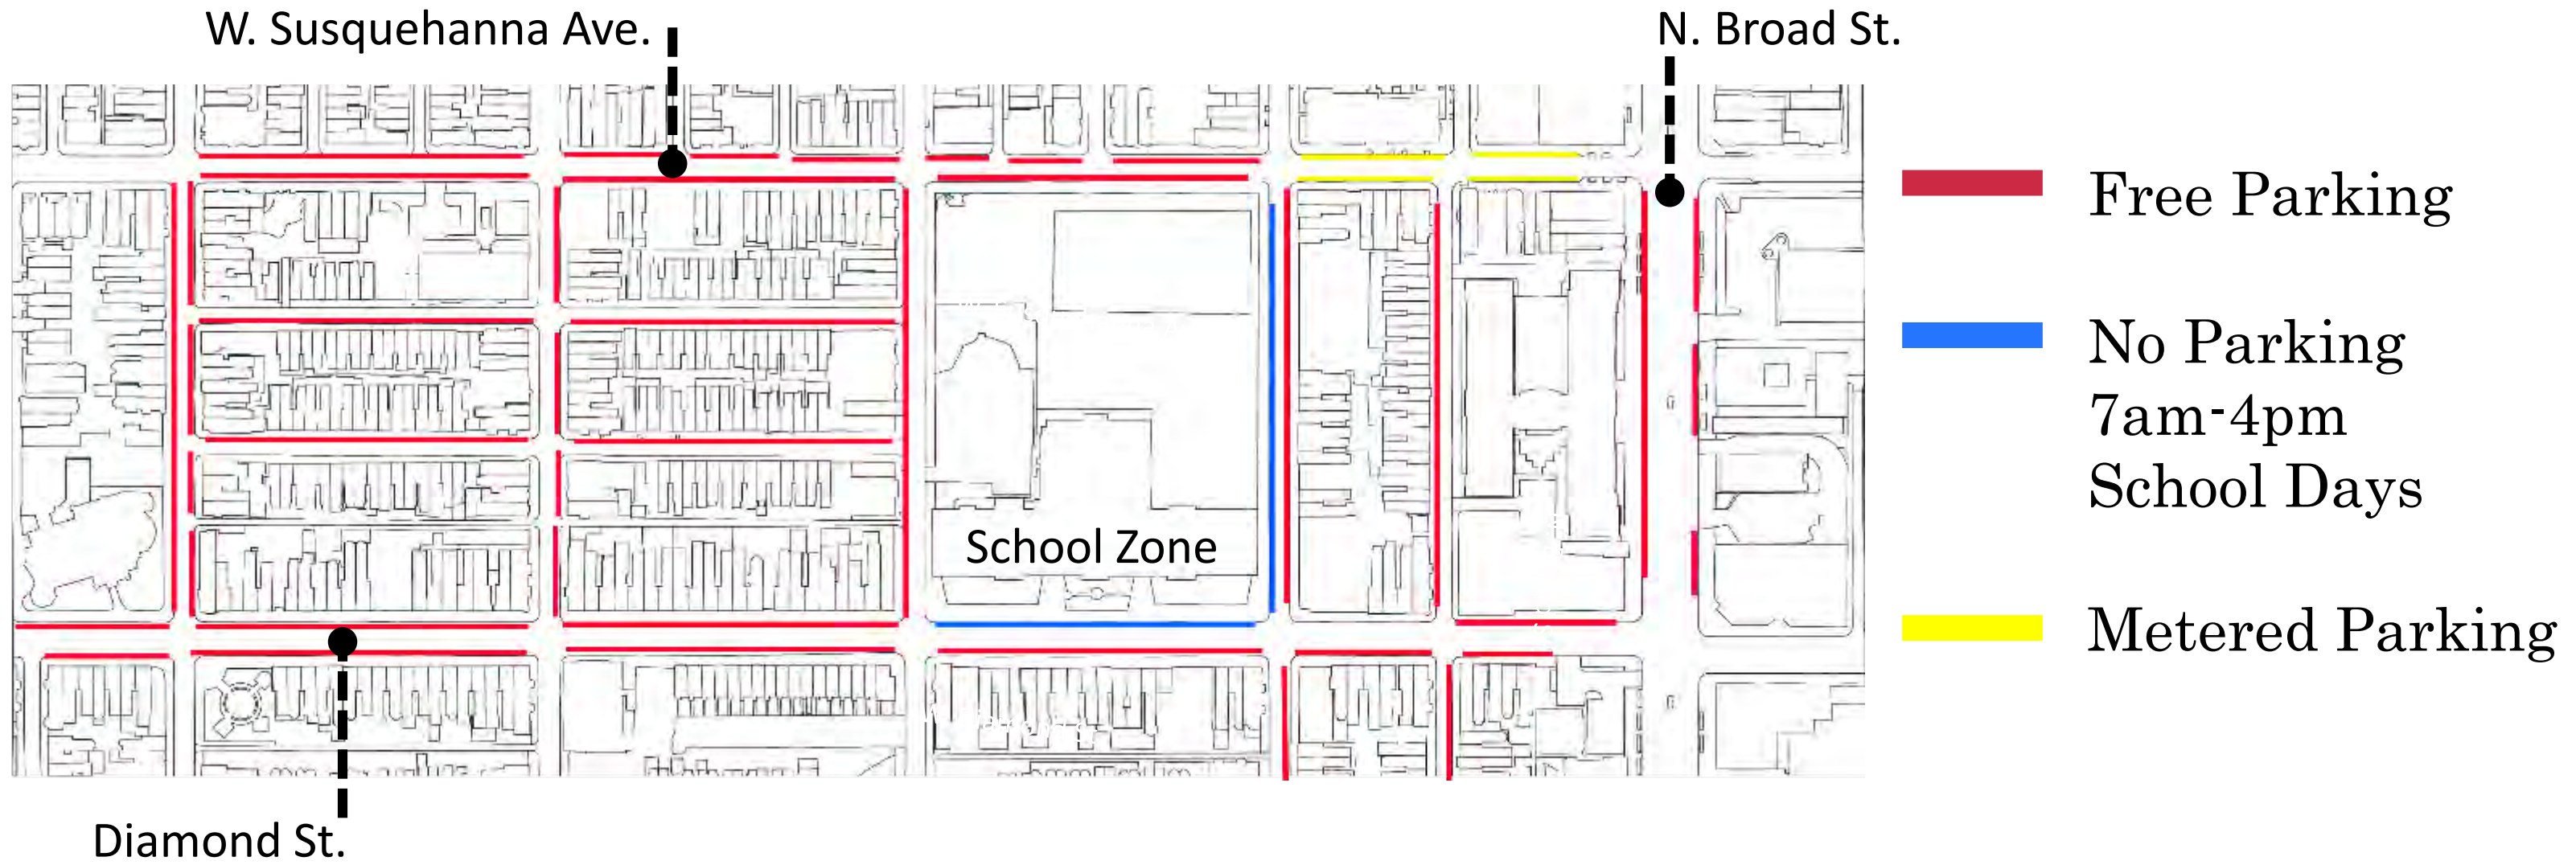 W. Susquehanna Ave.
N. Broad St.
Free Parking
No Parking
7am-4pm
School Days
School Zone
Metered Parking
Diamond St.